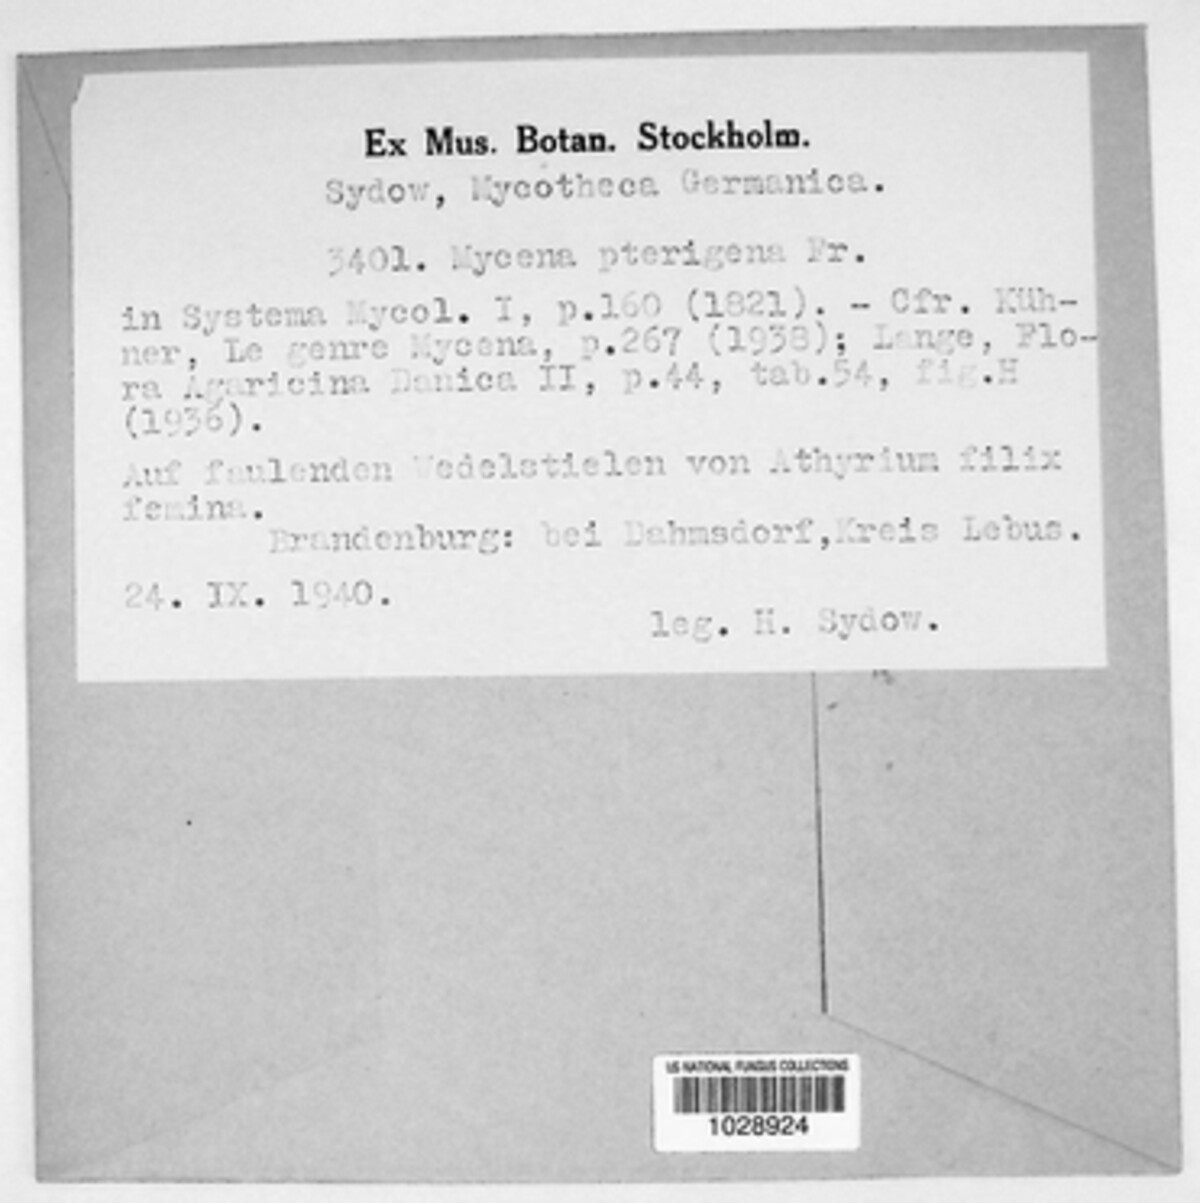 Ex Mus. Botan. Stockholm.
Sydow, Mycotheca Germanica.
3401. Mycena pterigena Fr.
in Systema Mycol. I, p.160 (1821). - Cfr. Küh-
ner, Le genre Mycena, p.267 (1938); Lange, Flo-
ra Agaricina Danica II, p.44, tab.54, fig.H
(1936).
Auf faulenden Wedelstielen von Athyrium filix
femina.
Brandenburg: bei Dahmsdorf,Kreis Lebus.
24. IX. 1940.
leg. H. Sydow.
US NATIONAL FUNGUS COLLECTIONS
1028924